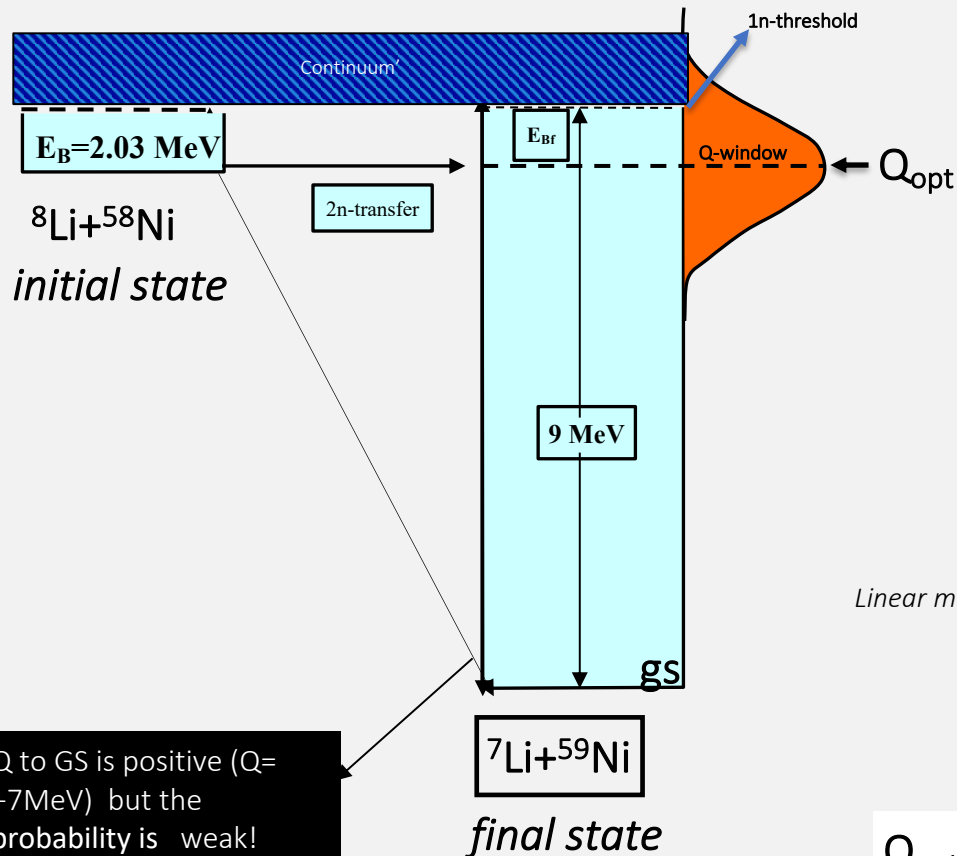 1n-threshold
Continuum’
E_B=2.03 MeV
E_Bf
Q-window
Q_opt
2n-transfer
⁸Li+⁵⁸Ni
initial state
9 MeV
Linear m
gs
⁷Li+⁵⁹Ni
final state
Q to GS is positive (Q=
7MeV) but the
probability is weak!
Q